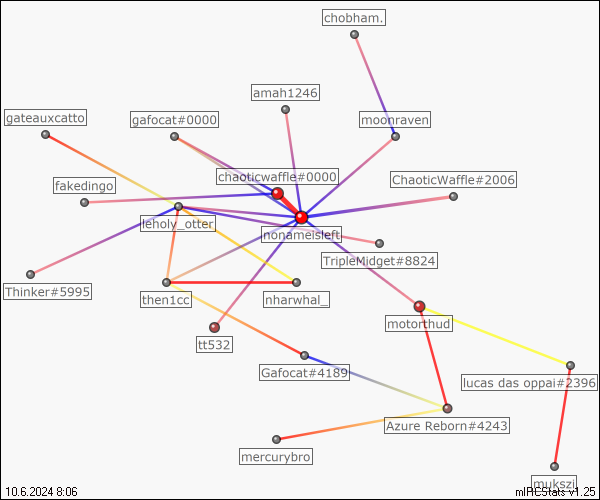 chobham.
amah1246
gateauxcatto
gafocat#0000
moonraven
chaoticwaffle#0000
ChaoticWaffle#2006
fakedingo
leholy_otter
nonameisleft
TripleMidget#8824
Thinker#5995
then1cc
nharwhal_
motorthud
tt532
Gafocat#4189
lucas das oppai#2396
Azure Reborn#4243
mercurybro
mukszi
10.6.2024 8:06
mIRCStats v1.25